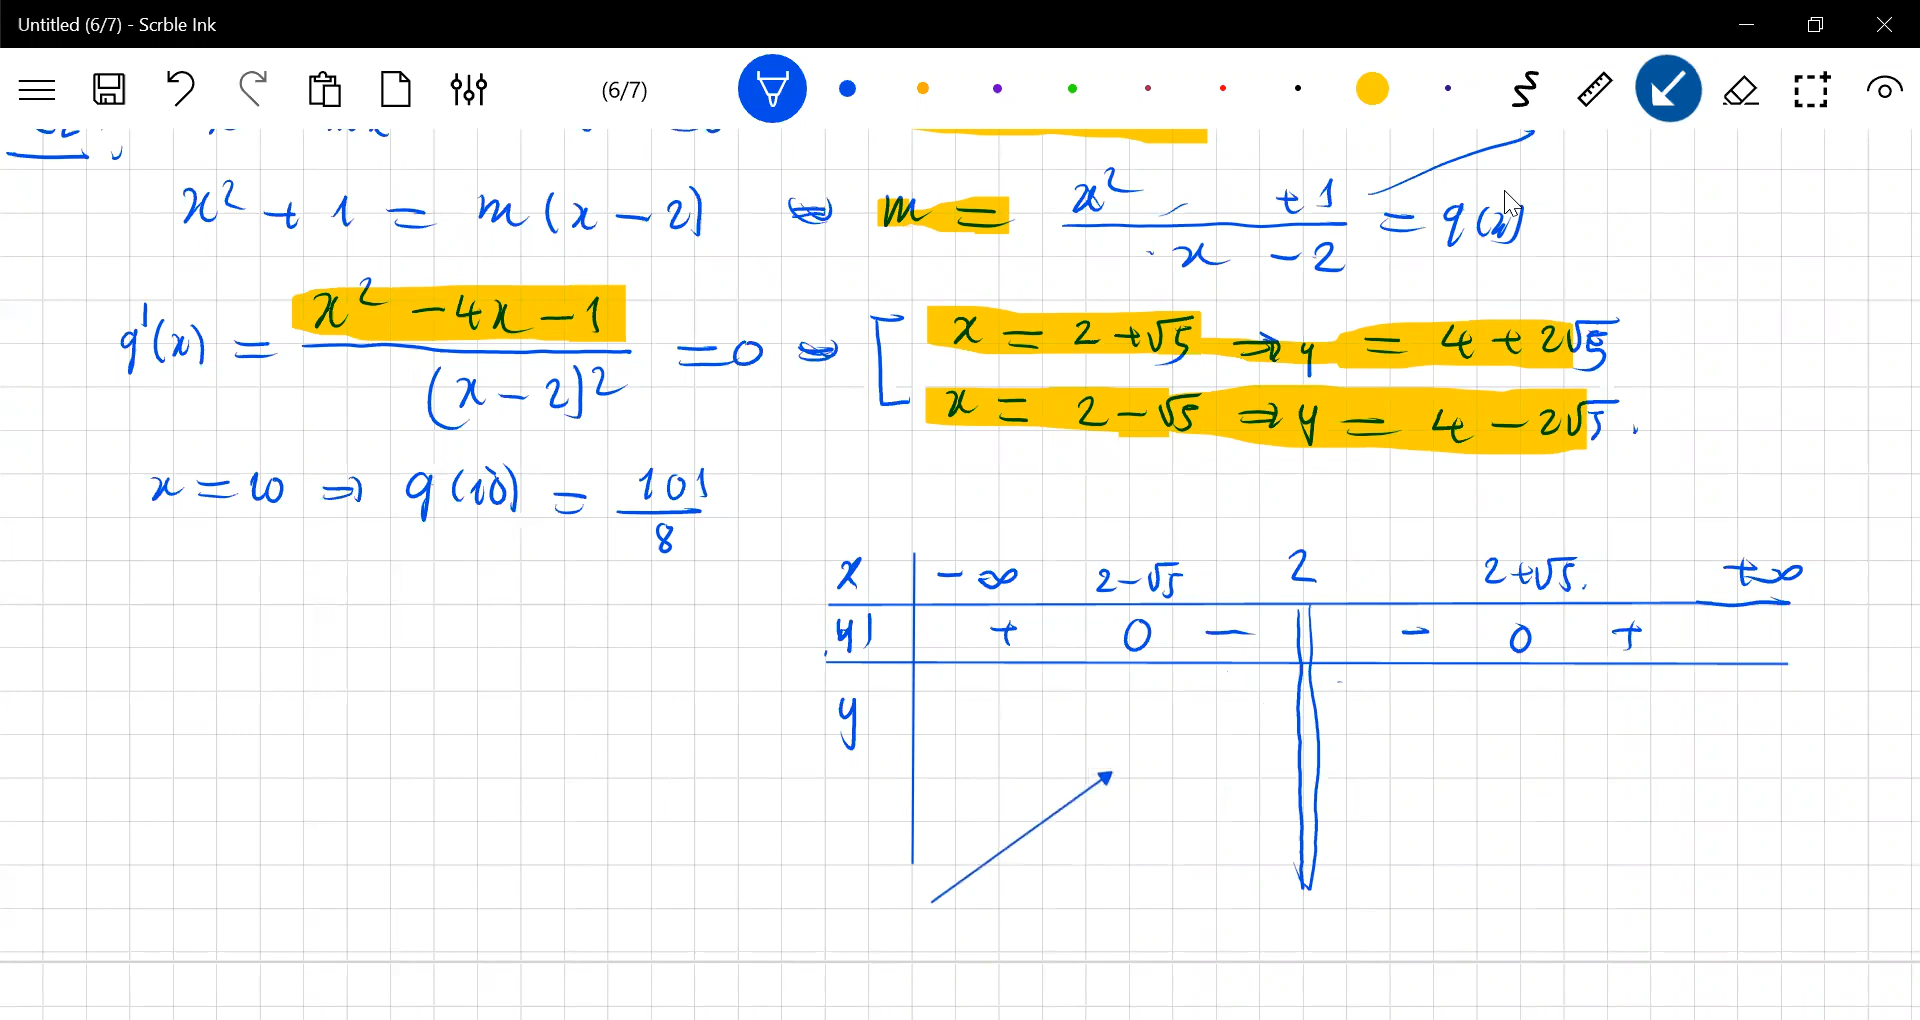 Untitled (6/7) - Scrble Ink
(6/7)
x² + 1 = m(x - 2) ⇔ m = (x² + 1)/(x - 2) = g(x)
g'(x) = (x² - 4x - 1)/(x - 2)² = 0 ⇔ [ x = 2 + √5 ⇒ y = 4 + 2√5
x = 2 - √5 ⇒ y = 4 - 2√5.
x = 10 ⇒ g(10) = 101/8
x -∞ 2-√5 2 2+√5. +∞
y' + 0 - || - 0 +
y